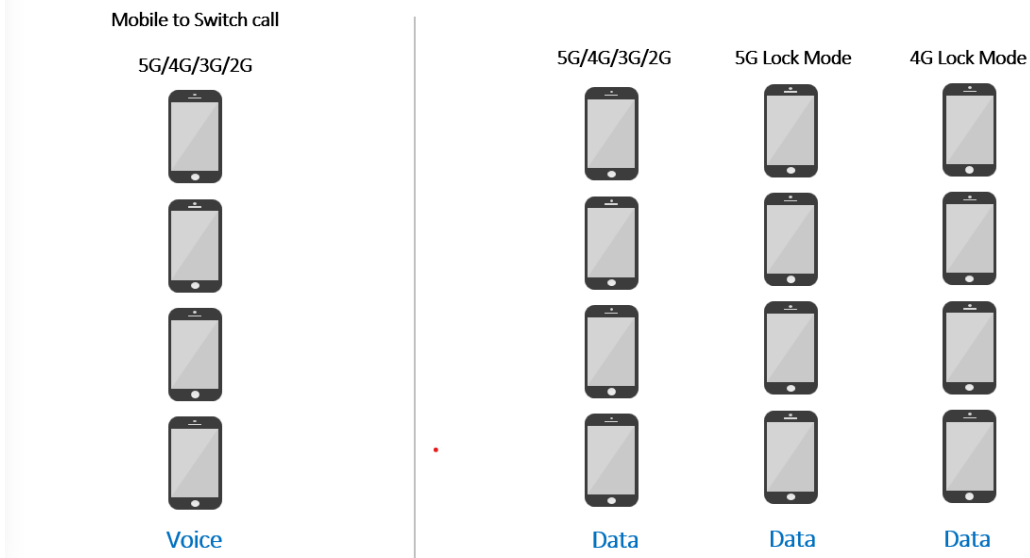 Mobile to Switch call
5G/4G/3G/2G
Voice
5G/4G/3G/2G
Data
5G Lock Mode
Data
4G Lock Mode
Data